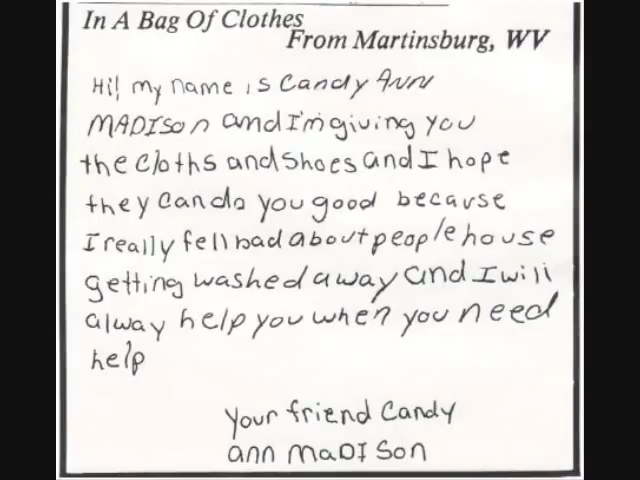 In A Bag Of Clothes
From Martinsburg, WV
Hi! my name is Candy Ann
MADISon and I'm giving you
the cloths and shoes and I hope
they can do you good because
I really fell bad about people house
getting washed away and I will
alway help you when you need
help
your friend Candy
ann MaDISon